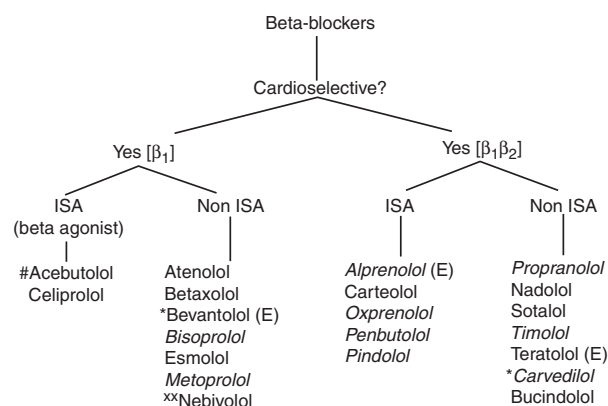 Beta-blockers
Cardioselective?
Yes [β₁]
Yes [β₁β₂]
ISA
(beta agonist)
Non ISA
ISA
Non ISA
#Acebutolol
Celiprolol
Atenolol
Betaxolol
*Bevantolol (E)
Bisoprolol
Esmolol
Metoprolol
ˣˣNebivolol
Alprenolol (E)
Carteolol
Oxprenolol
Penbutolol
Pindolol
Propranolol
Nadolol
Sotalol
Timolol
Teratolol (E)
*Carvedilol
Bucindolol